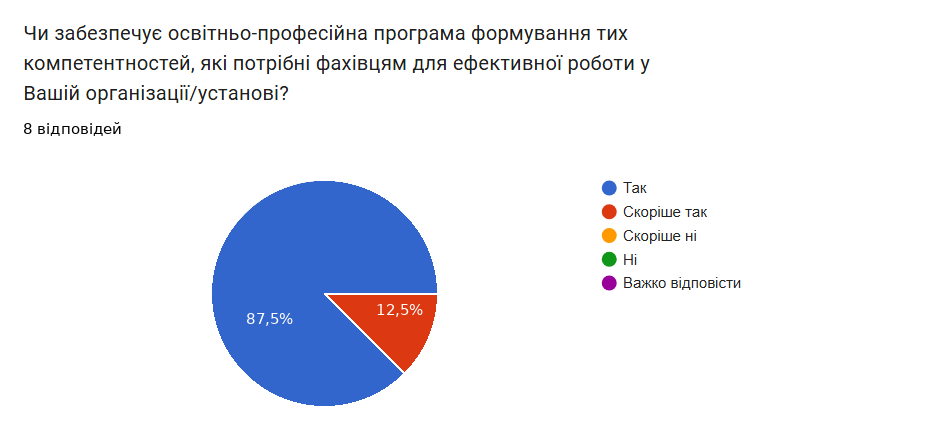 Чи забезпечує освітньо-професійна програма формування тих
компетентностей, які потрібні фахівцям для ефективної роботи у
Вашій організації/установі?
8 відповідей
Так
Скоріше так
Скоріше ні
Ні
Важко відповісти
12,5%
87,5%